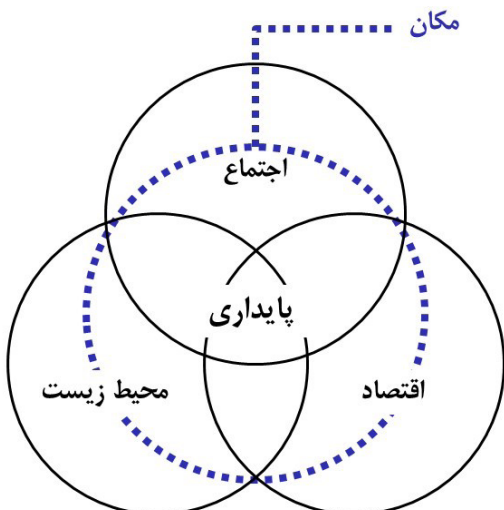 مکان
اجتماع
پایداری
محیط زیست
اقتصاد